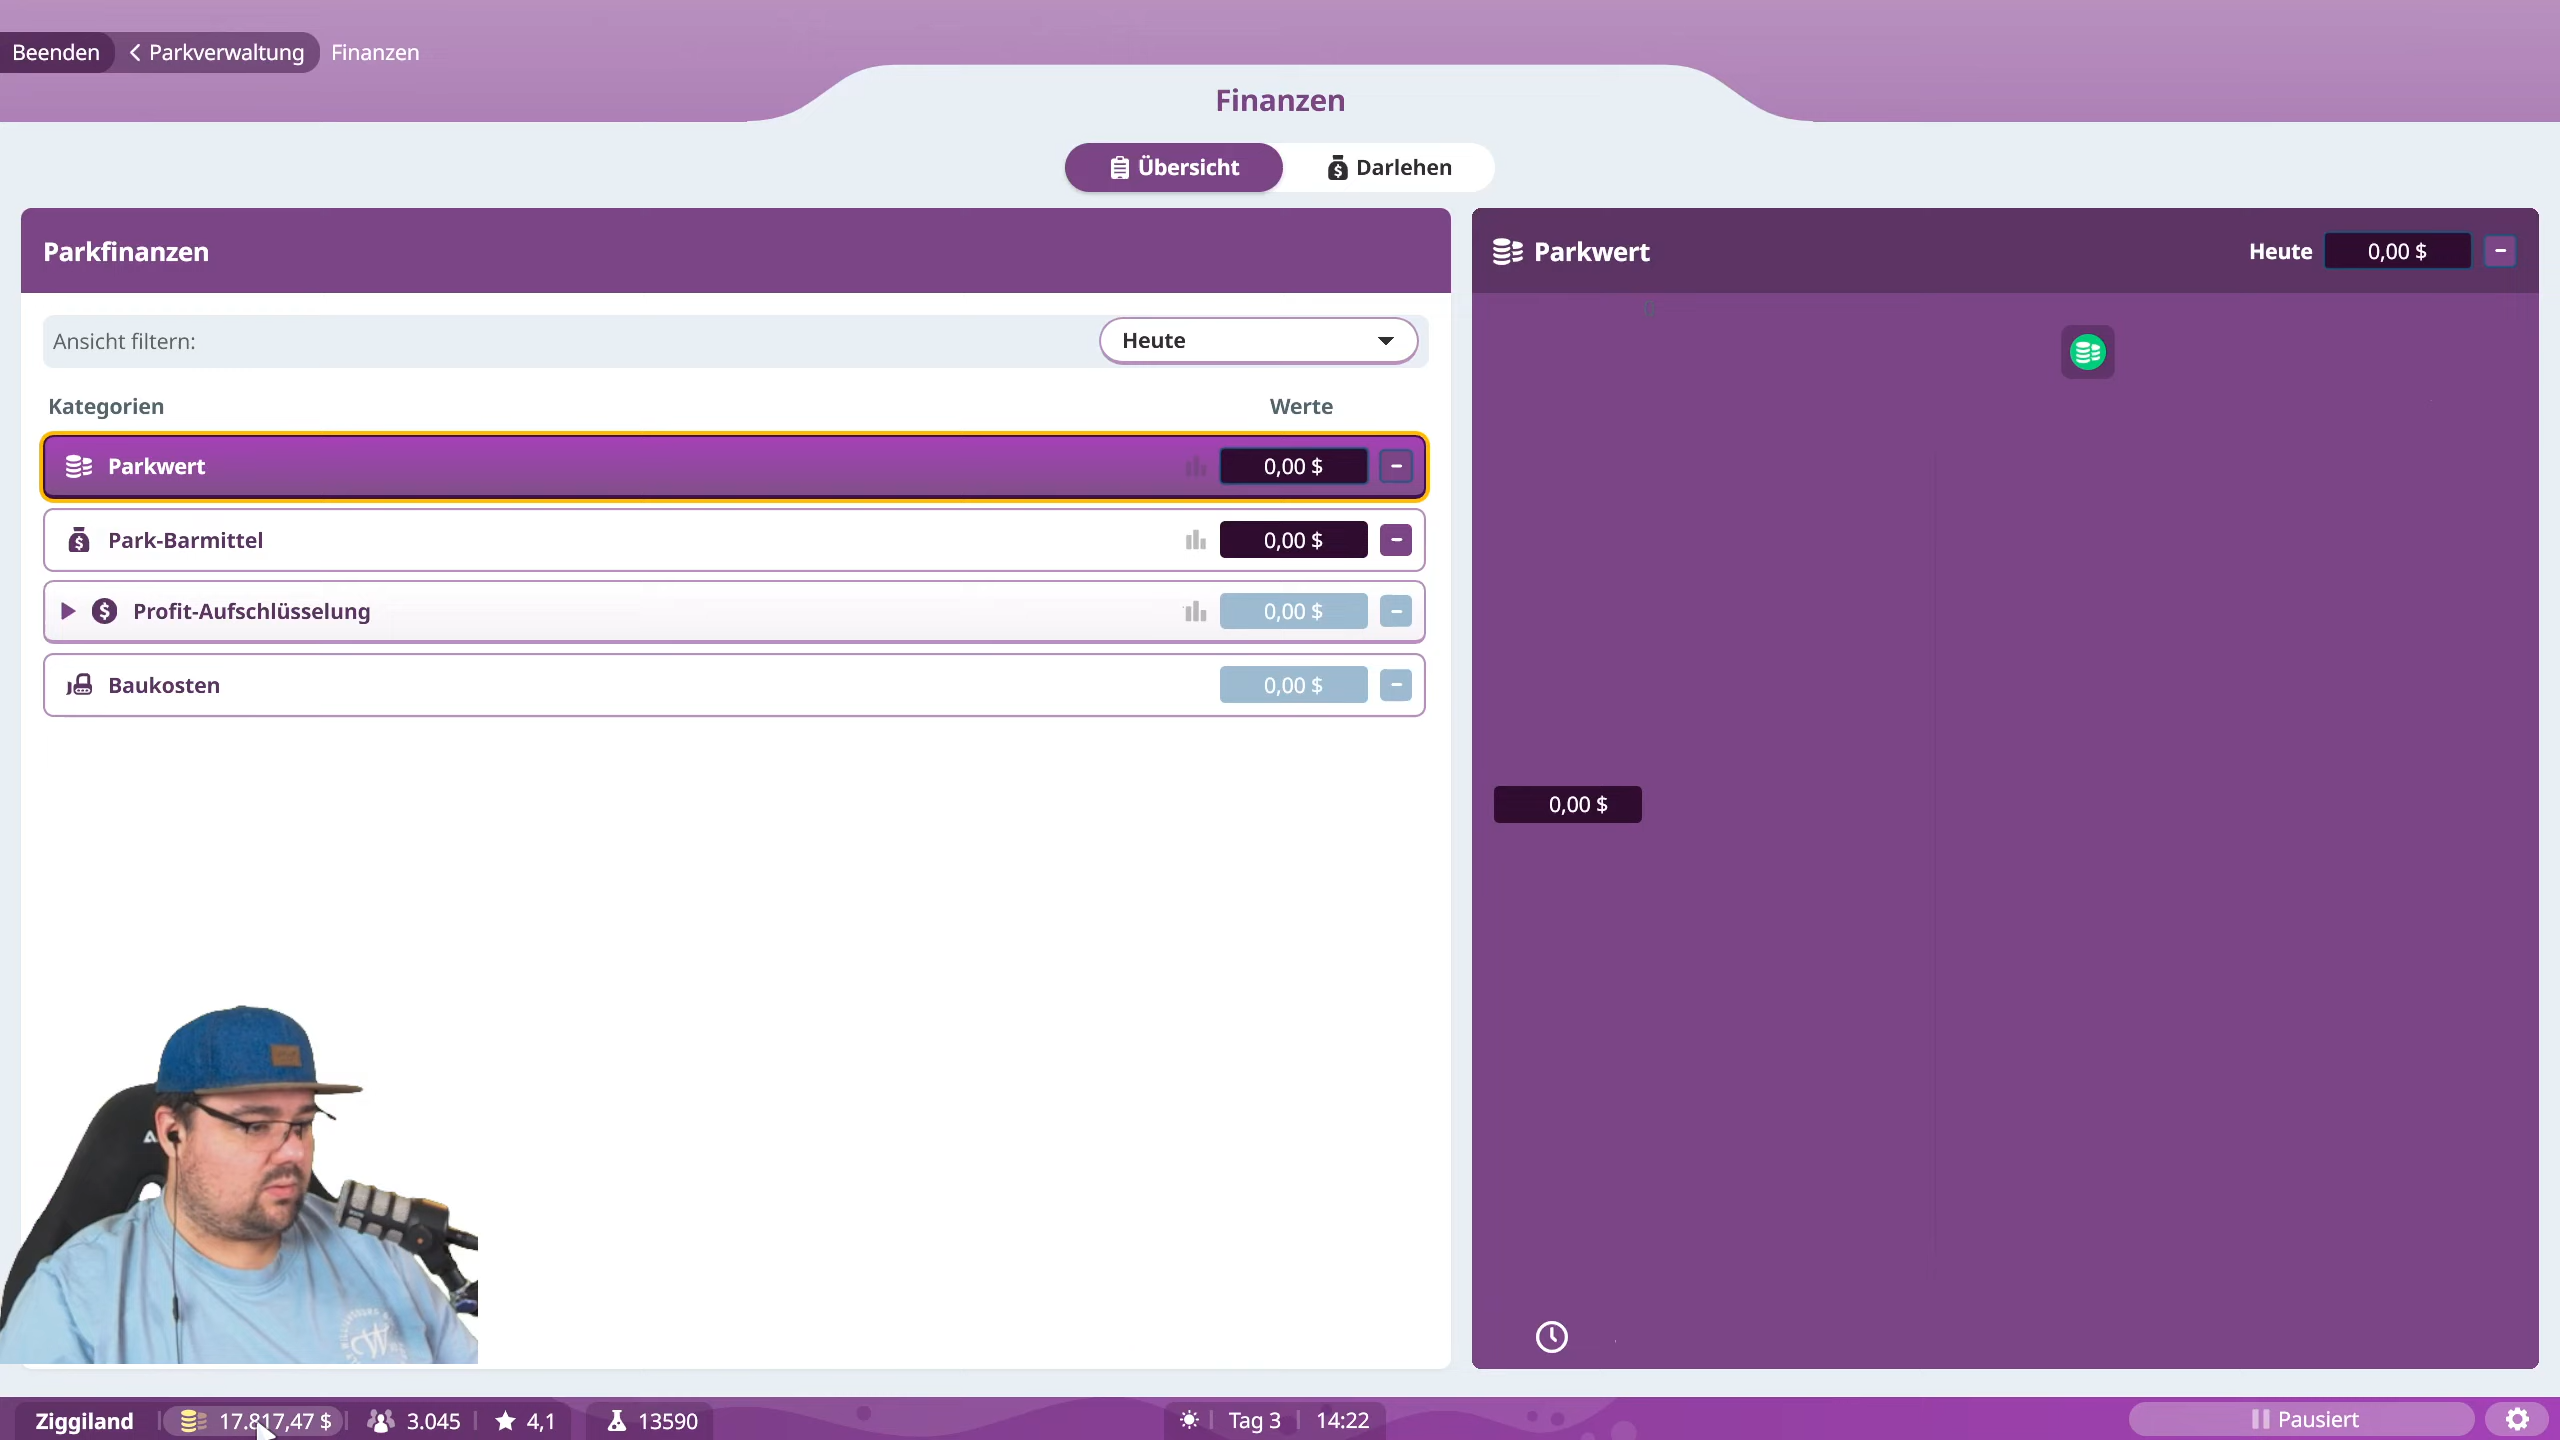 Beenden
Parkverwaltung
Finanzen
Finanzen
Übersicht
Darlehen
Parkfinanzen
Parkwert
Heute
0,00 $
Ansicht filtern:
Heute
Kategorien
Werte
Parkwert
0,00 $
Park-Barmittel
0,00 $
Profit-Aufschlüsselung
0,00 $
Baukosten
0,00 $
0,00 $
Ziggiland
17.817,47 $
3.045
4,1
13590
Tag 3
14:22
Pausiert